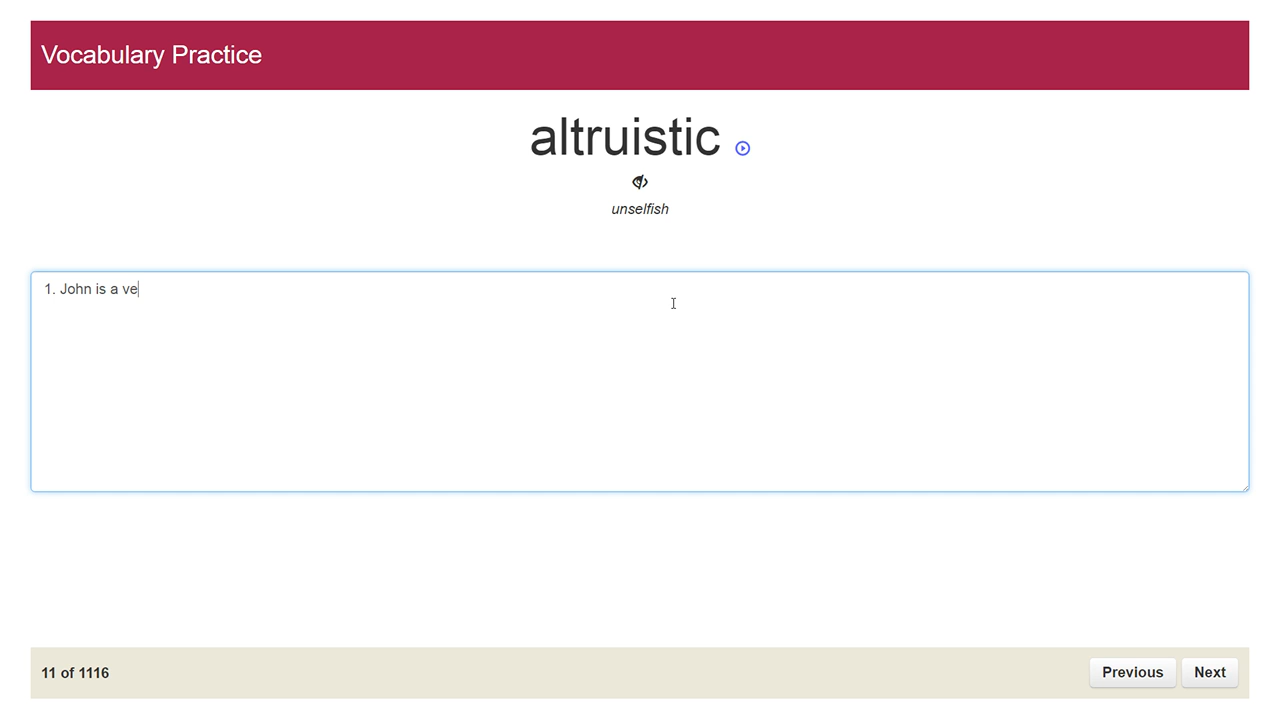 Vocabulary Practice
altruistic
unselfish
1. John is a ve
11 of 1116
Previous Next